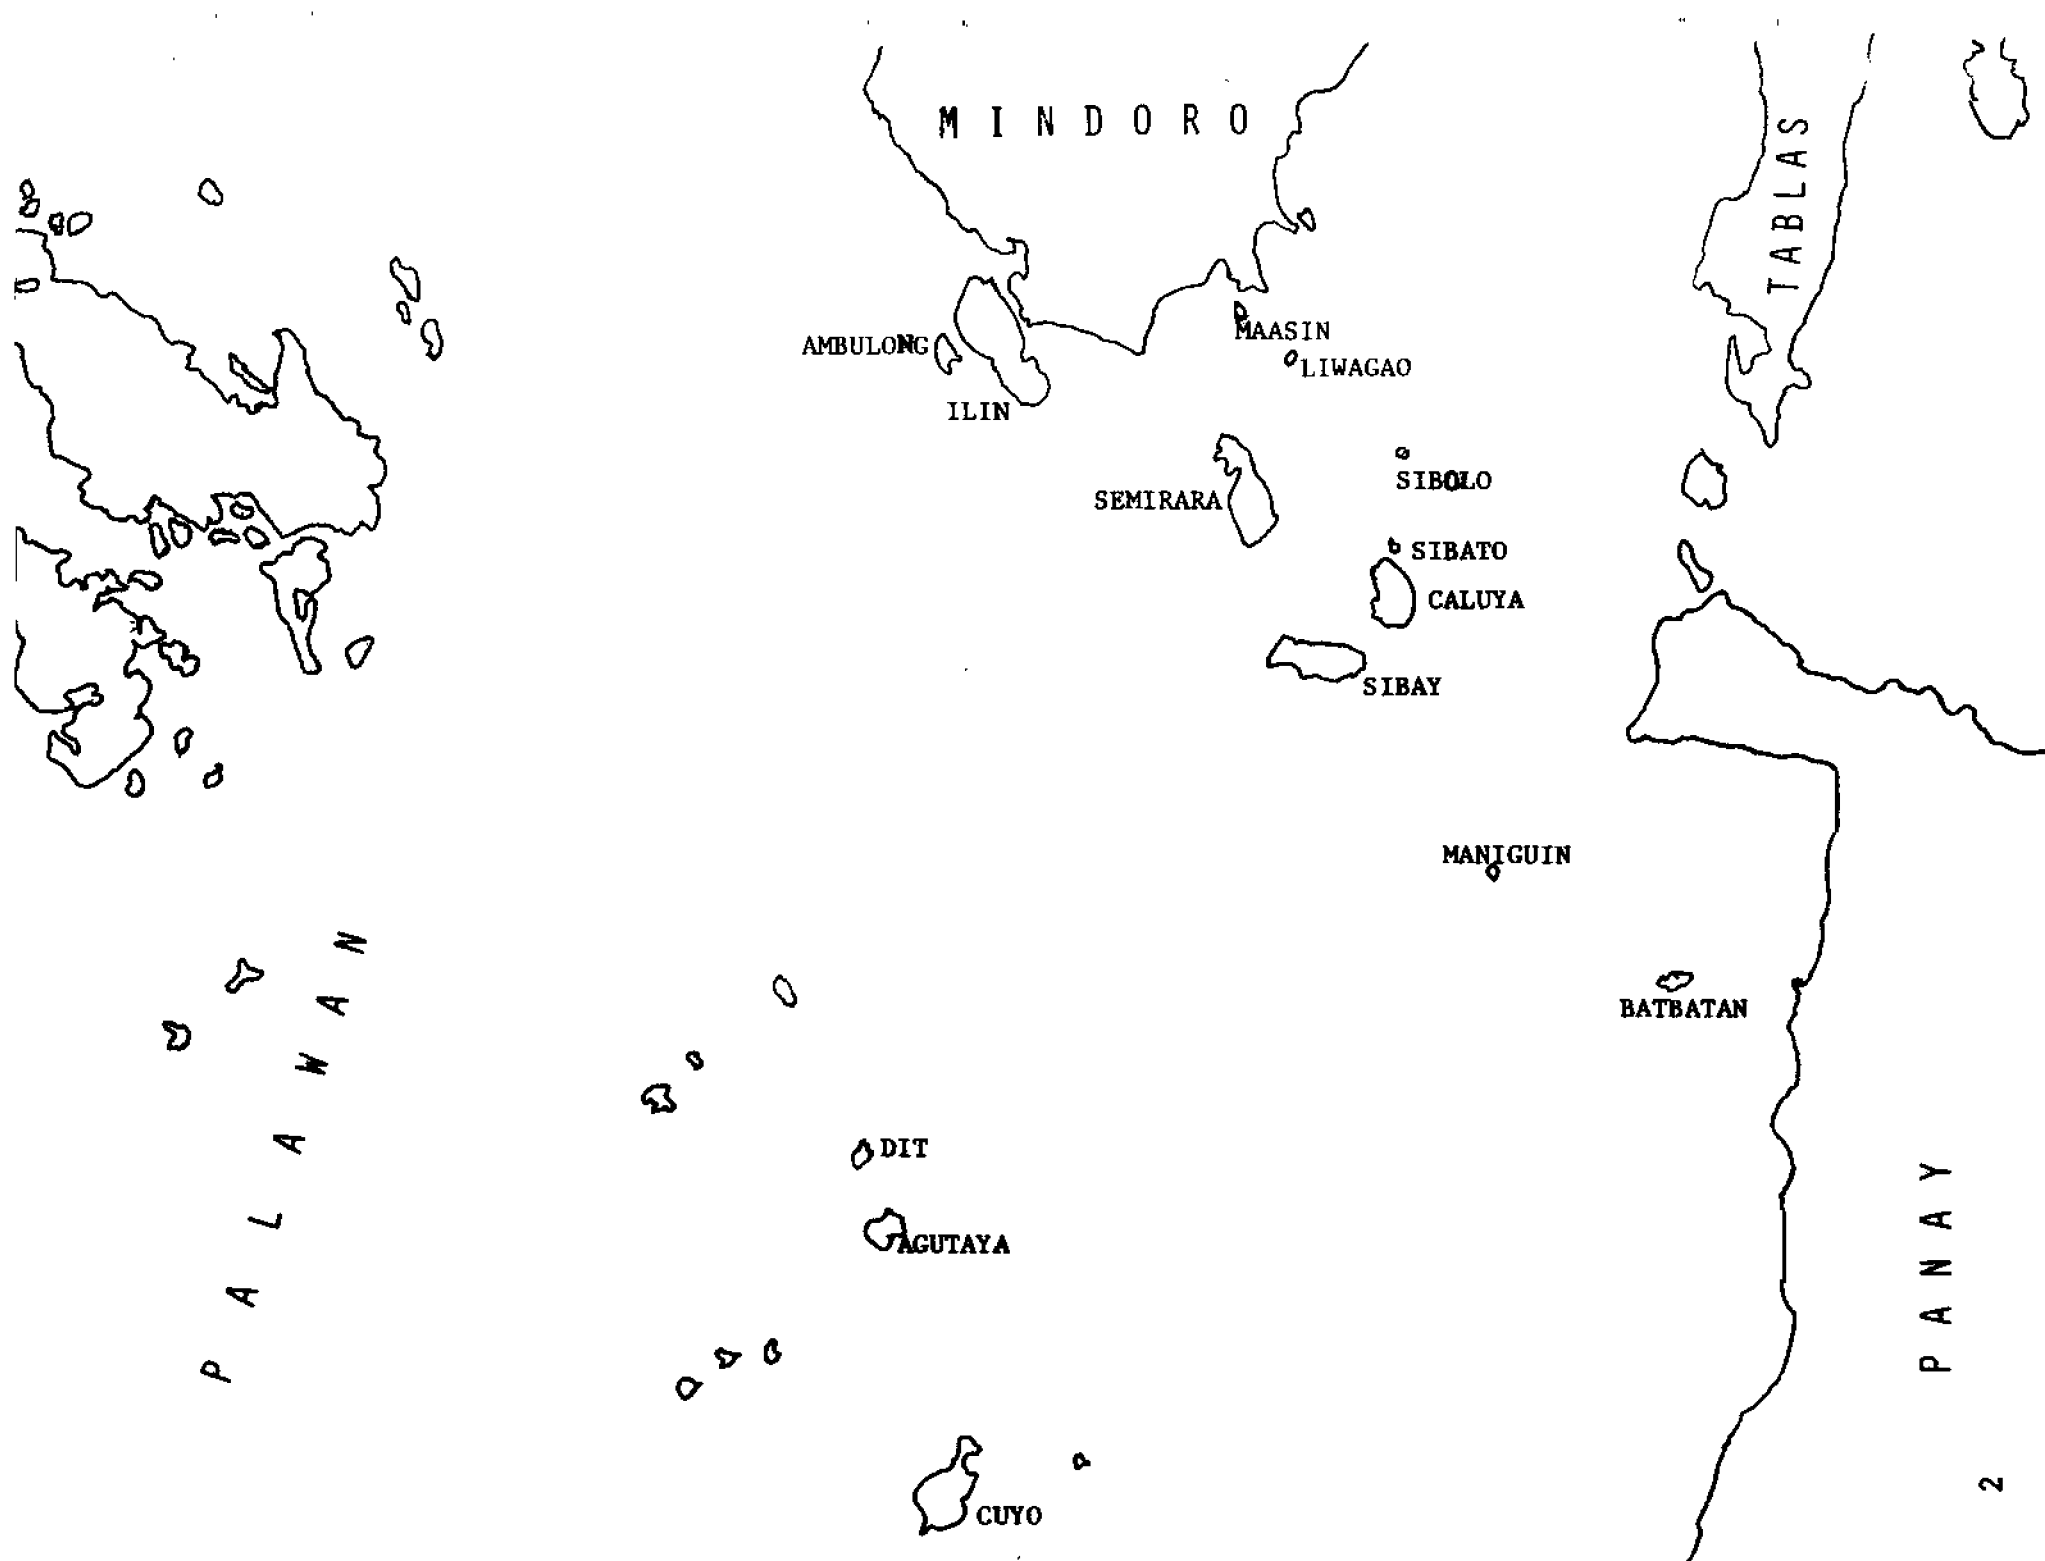 MINDORO
TABLAS
MAASIN
AMBULONG
LIWAGAO
ILIN
SIBOLO
SEMIRARA
SIBATO
CALUYA
SIBAY
MANIGUIN
PALAWAN
BATBATAN
DIT
PANAY
AGUTAYA
CUYO
2